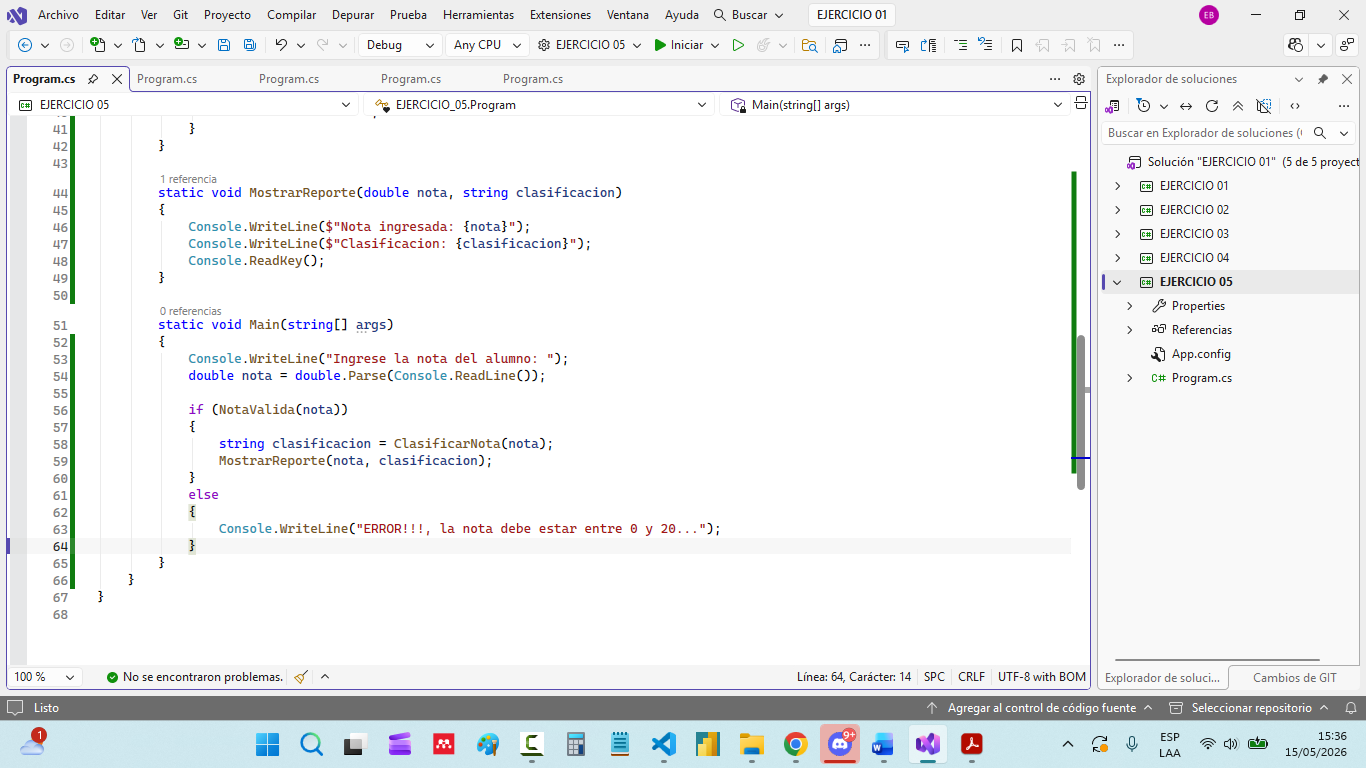 Archivo Editar Ver Git Proyecto Compilar Depurar Prueba Herramientas Extensiones Ventana Ayuda Buscar EJERCICIO 01 EB
Debug Any CPU EJERCICIO 05 Iniciar
Program.cs Program.cs Program.cs Program.cs Program.cs
EJERCICIO 05 EJERCICIO_05.Program Main(string[] args)
41 }
42 }
43
1 referencia
44 static void MostrarReporte(double nota, string clasificacion)
45 {
46 Console.WriteLine($"Nota ingresada: {nota}");
47 Console.WriteLine($"Clasificacion: {clasificacion}");
48 Console.ReadKey();
49 }
50
0 referencias
51 static void Main(string[] args)
52 {
53 Console.WriteLine("Ingrese la nota del alumno: ");
54 double nota = double.Parse(Console.ReadLine());
55
56 if (NotaValida(nota))
57 {
58 string clasificacion = ClasificarNota(nota);
59 MostrarReporte(nota, clasificacion);
60 }
61 else
62 {
63 Console.WriteLine("ERROR!!!, la nota debe estar entre 0 y 20...");
64 }
65 }
66 }
67 }
68
100 % No se encontraron problemas. Línea: 64, Carácter: 14 SPC CRLF UTF-8 with BOM
Explorador de soluciones
Buscar en Explorador de soluciones (
Solución "EJERCICIO 01" (5 de 5 proyect
EJERCICIO 01
EJERCICIO 02
EJERCICIO 03
EJERCICIO 04
EJERCICIO 05
Properties
Referencias
App.config
C# Program.cs
Explorador de soluci... Cambios de GIT
Listo Agregar al control de código fuente Seleccionar repositorio
1 9+ ESP LAA 15:36 15/05/2026